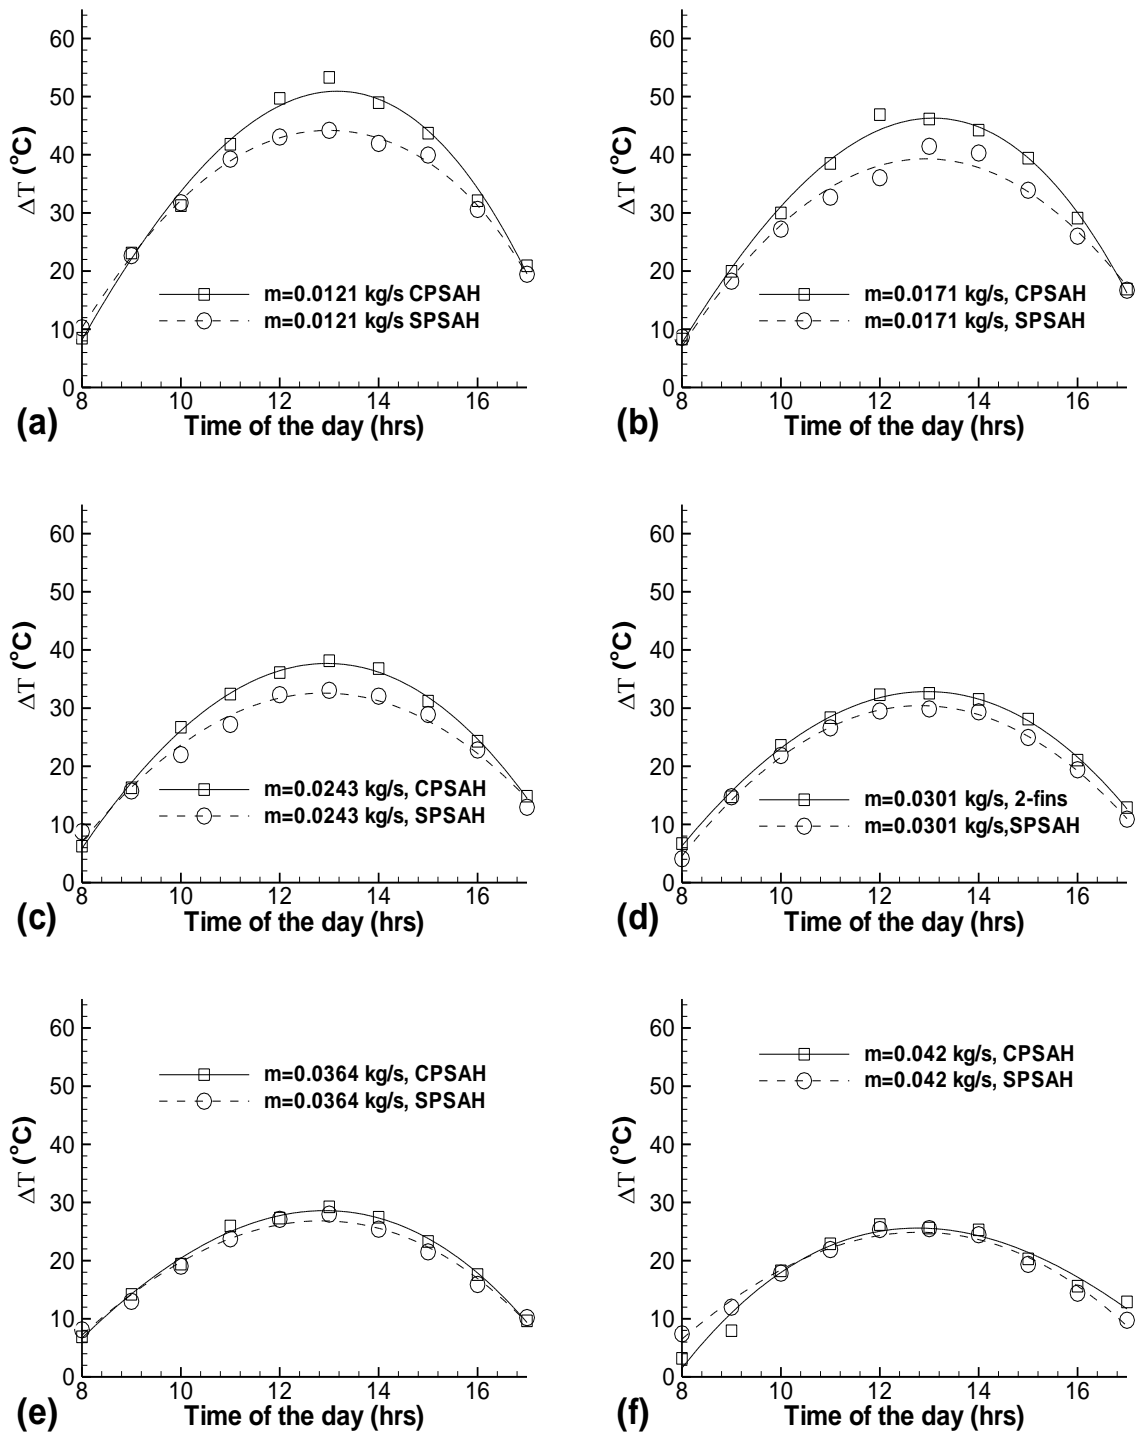 60
50
40
30
20
10
0
ΔT (°C)
m=0.0121 kg/s CPSAH
m=0.0121 kg/s SPSAH
8 10 12 14 16
Time of the day (hrs)
(a)
60
50
40
30
20
10
0
ΔT (°C)
m=0.0171 kg/s, CPSAH
m=0.0171 kg/s, SPSAH
8 10 12 14 16
Time of the day (hrs)
(b)
60
50
40
30
20
10
0
ΔT (°C)
m=0.0243 kg/s, CPSAH
m=0.0243 kg/s, SPSAH
8 10 12 14 16
Time of the day (hrs)
(c)
60
50
40
30
20
10
0
ΔT (°C)
m=0.0301 kg/s, 2-fins
m=0.0301 kg/s,SPSAH
8 10 12 14 16
Time of the day (hrs)
(d)
60
50
40
30
20
10
0
ΔT (°C)
m=0.0364 kg/s, CPSAH
m=0.0364 kg/s, SPSAH
8 10 12 14 16
Time of the day (hrs)
(e)
60
50
40
30
20
10
0
ΔT (°C)
m=0.042 kg/s, CPSAH
m=0.042 kg/s, SPSAH
8 10 12 14 16
Time of the day (hrs)
(f)